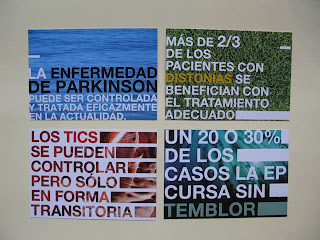 LA ENFERMEDAD
DE PARKINSON
PUEDE SER CONTROLADA
Y TRATADA EFICAZMENTE
EN LA ACTUALIDAD.
MÁS DE 2/3
DE LOS
PACIENTES CON
DISTONIAS SE
BENEFICIAN CON
EL TRATAMIENTO
ADECUADO
LOS TICS
SE PUEDEN
CONTROLAR
PERO SÓLO
EN FORMA
TRANSITORIA
UN 20 O 30%
DE LOS
CASOS LA EP
CURSA SIN
TEMBLOR